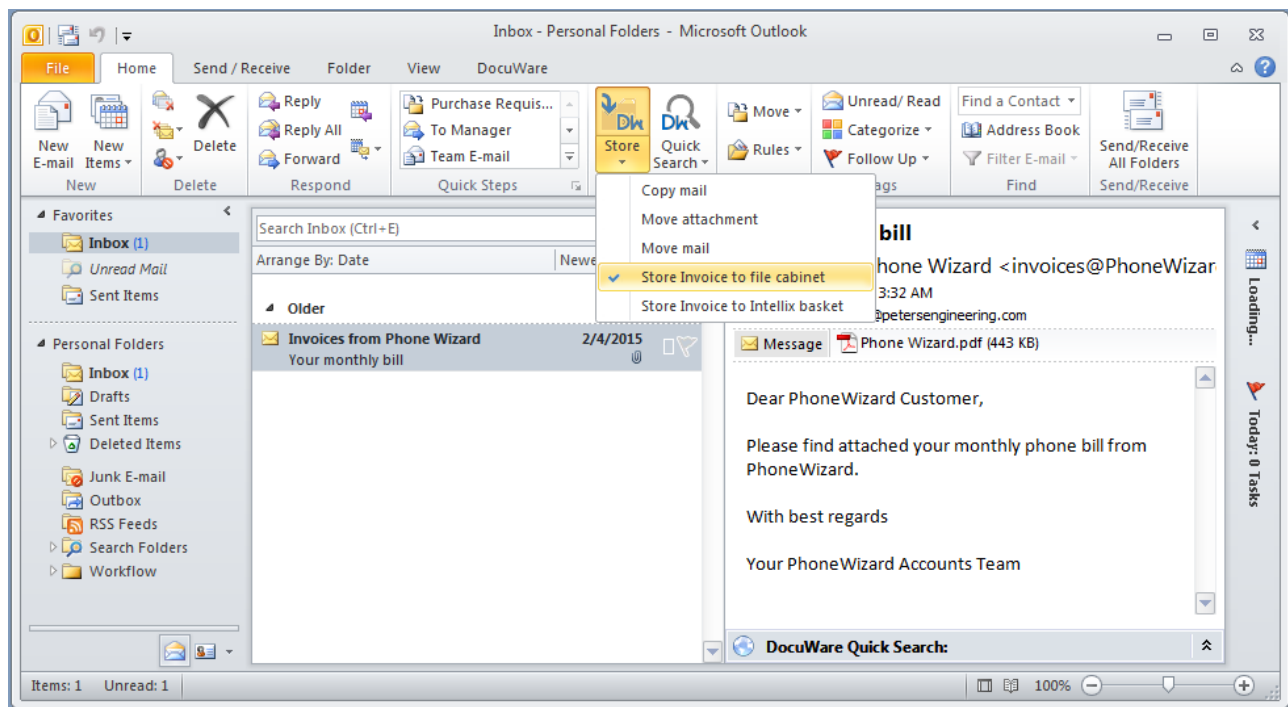 Inbox - Personal Folders - Microsoft Outlook
File Home Send / Receive Folder View DocuWare
New E-mail
New Items
Delete
Reply
Reply All
Forward
Purchase Requis...
To Manager
Team E-mail
DW
Store
DW
Quick Search
Move
Rules
Unread/ Read
Categorize
Follow Up
Find a Contact
Address Book
Filter E-mail
Send/Receive All Folders
New Delete Respond Quick Steps ags Find Send/Receive
Copy mail
Move attachment
Move mail
Store Invoice to file cabinet
Store Invoice to Intellix basket
Favorites
Inbox (1)
Unread Mail
Sent Items
Personal Folders
Inbox (1)
Drafts
Sent Items
Deleted Items
Junk E-mail
Outbox
RSS Feeds
Search Folders
Workflow
Search Inbox (Ctrl+E)
Arrange By: Date Newe
Older
Invoices from Phone Wizard 2/4/2015
Your monthly bill
bill
hone Wizard <invoices@PhoneWizar
3:32 AM
@petersengineering.com
Message Phone Wizard.pdf (443 KB)
Dear PhoneWizard Customer,
Please find attached your monthly phone bill from
PhoneWizard.
With best regards
Your PhoneWizard Accounts Team
DocuWare Quick Search:
Loading...
Today: 0 Tasks
Items: 1 Unread: 1 100%